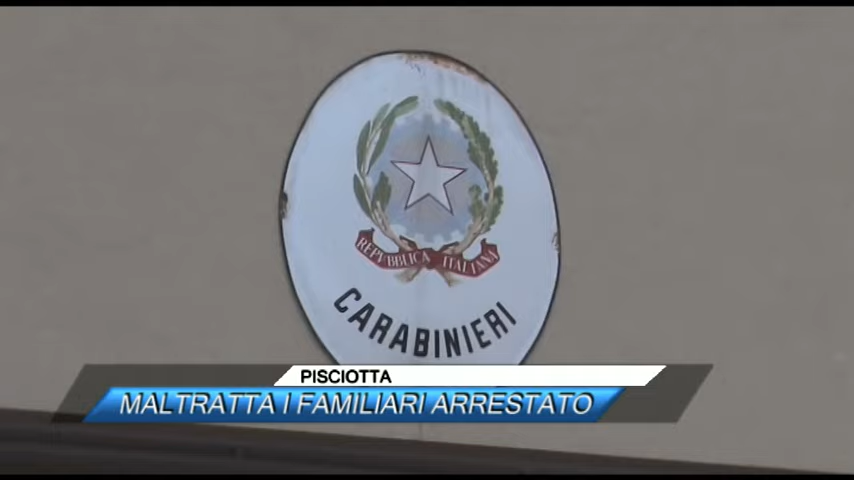 REPVBBLICA ITALIANA
CARABINIERI
PISCIOTTA
MALTRATTA I FAMILIARI ARRESTATO